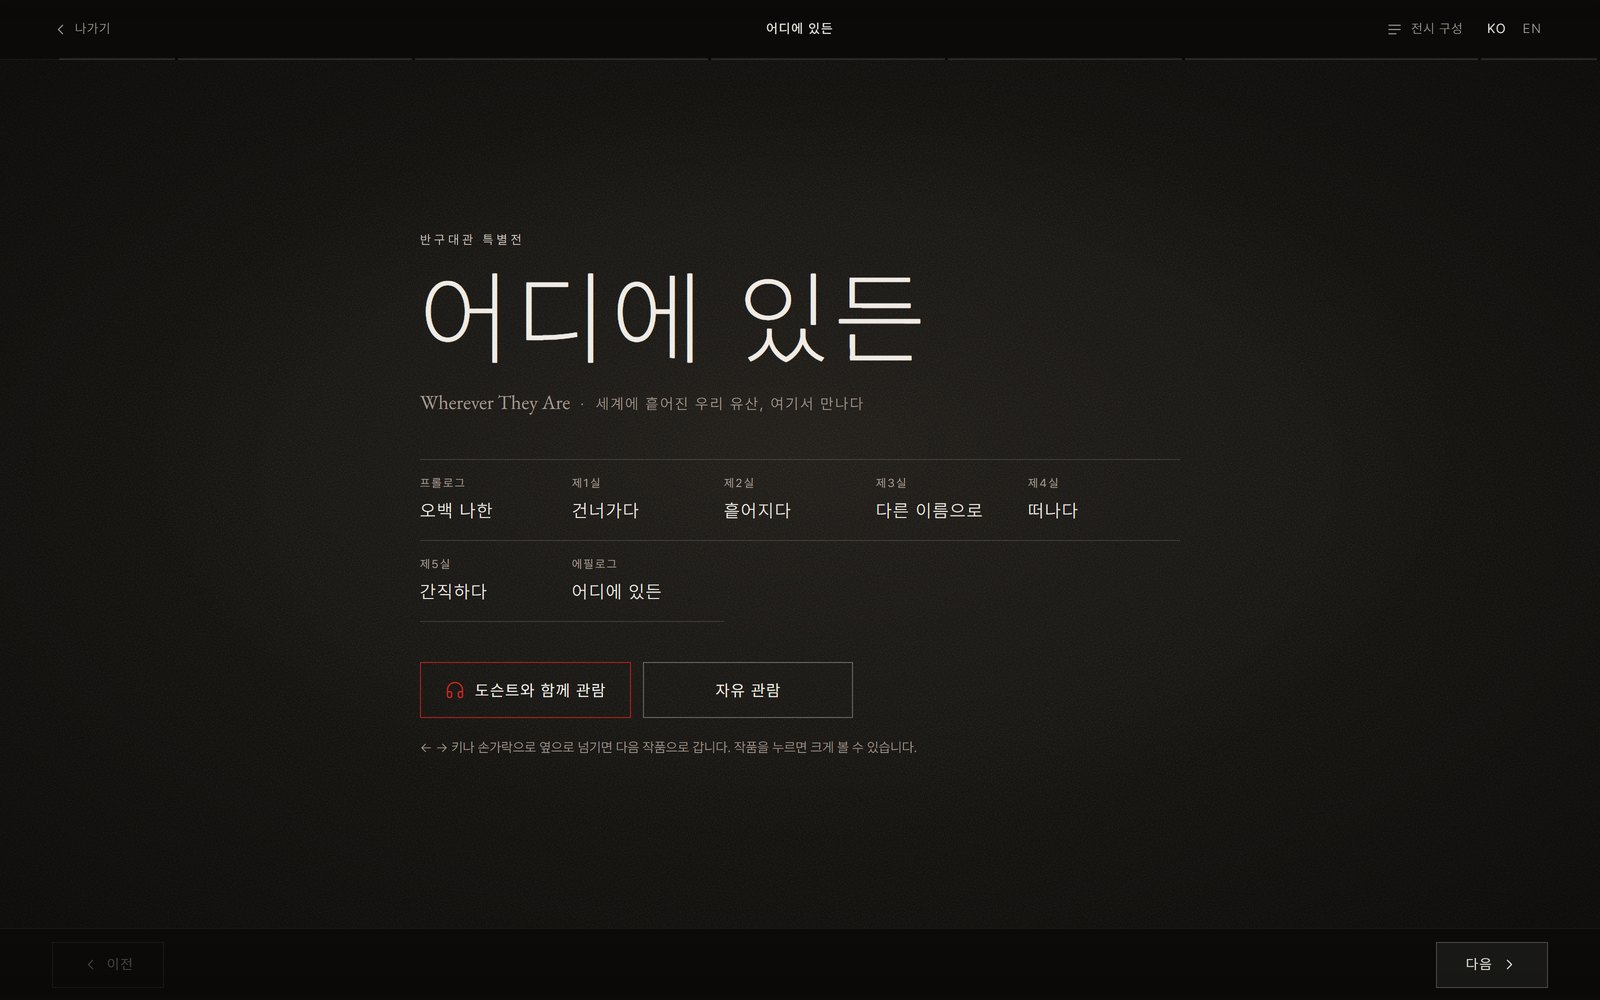 나가기
어디에 있든
전시 구성 KO EN
반구대관 특별전
어디에 있든
Wherever They Are · 세계에 흩어진 우리 유산, 여기서 만나다
프롤로그 제1실 제2실 제3실 제4실
오백 나한 건너가다 흩어지다 다른 이름으로 떠나다
제5실 에필로그
간직하다 어디에 있든
도슨트와 함께 관람 자유 관람
← → 키나 손가락으로 옆으로 넘기면 다음 작품으로 갑니다. 작품을 누르면 크게 볼 수 있습니다.
이전
다음